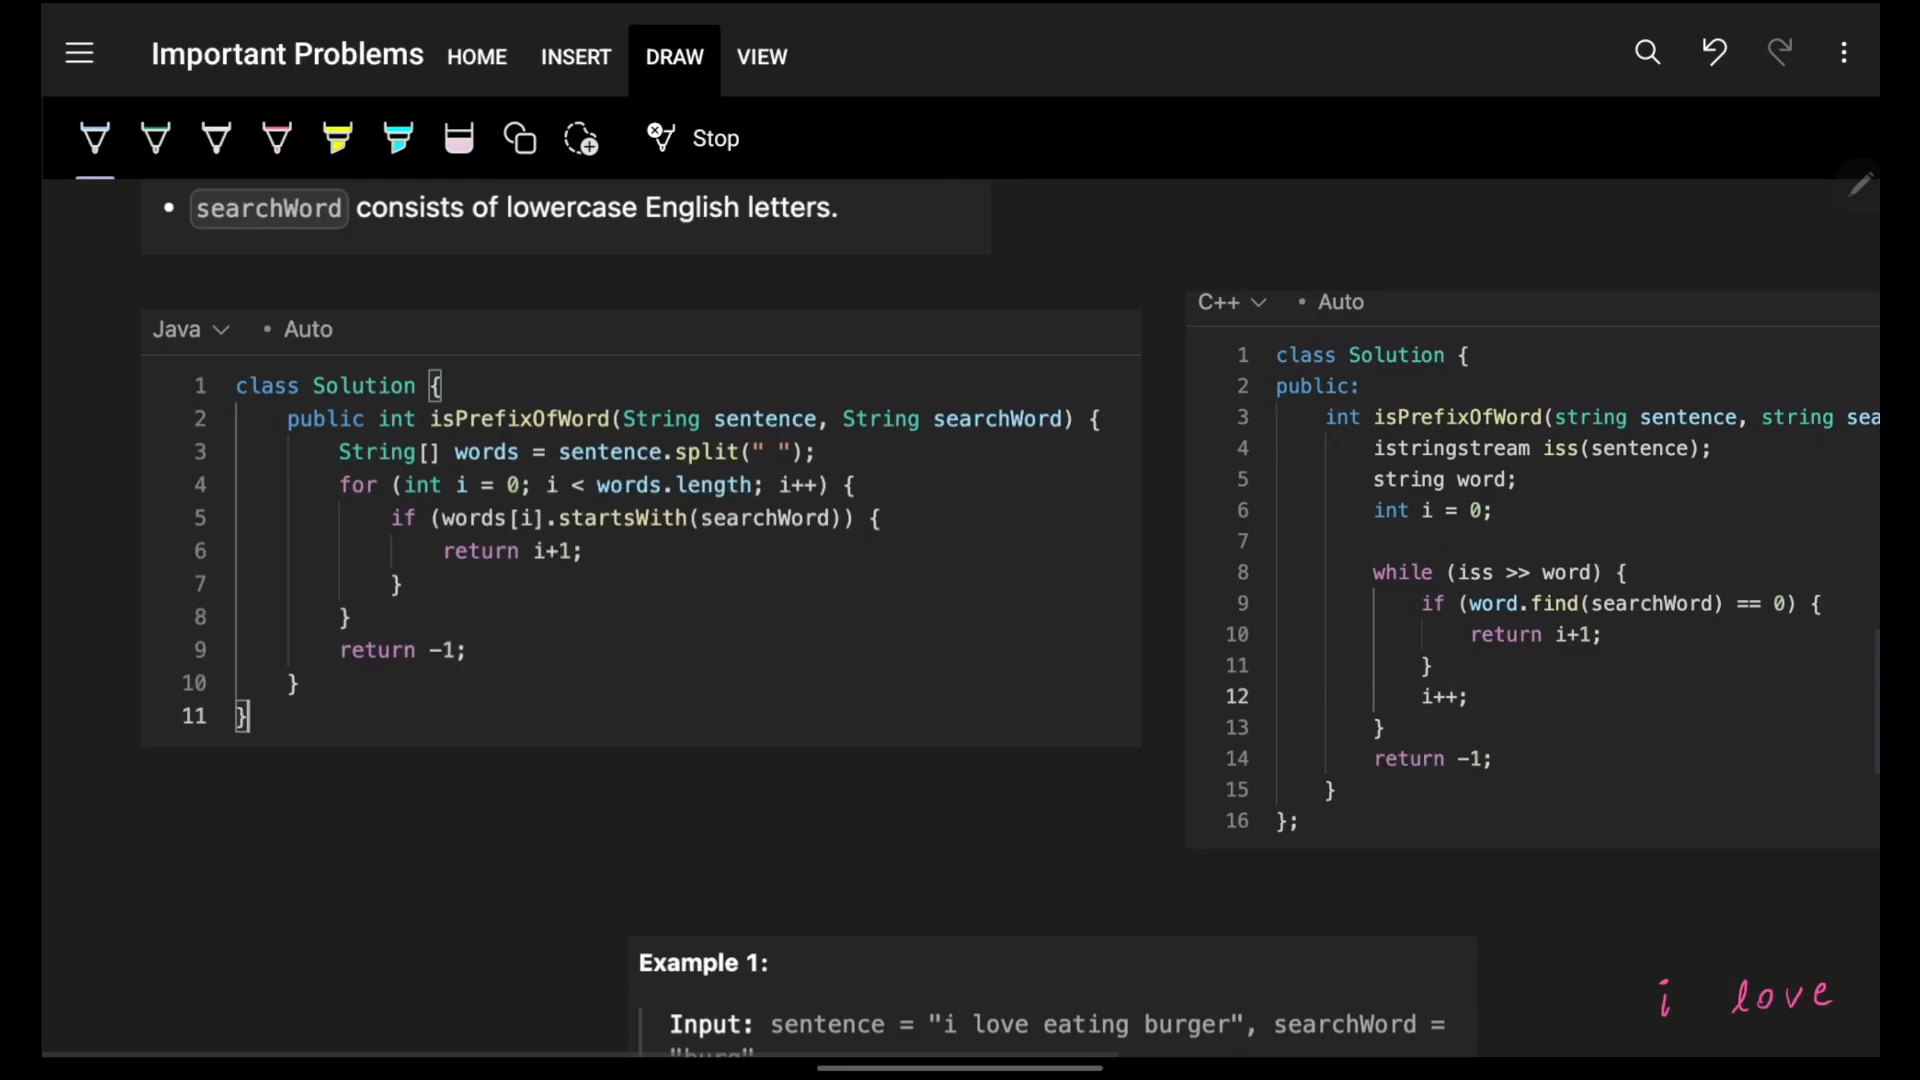 Important Problems HOME INSERT DRAW VIEW
Stop
• searchWord consists of lowercase English letters.
Java • Auto
1 class Solution {
2 public int isPrefixOfWord(String sentence, String searchWord) {
3 String[] words = sentence.split(" ");
4 for (int i = 0; i < words.length; i++) {
5 if (words[i].startsWith(searchWord)) {
6 return i+1;
7 }
8 }
9 return -1;
10 }
11 }
C++ • Auto
1 class Solution {
2 public:
3 int isPrefixOfWord(string sentence, string sea
4 istringstream iss(sentence);
5 string word;
6 int i = 0;
7
8 while (iss >> word) {
9 if (word.find(searchWord) == 0) {
10 return i+1;
11 }
12 i++;
13 }
14 return -1;
15 }
16 };
Example 1:
Input: sentence = "i love eating burger", searchWord =
"burg"
i love